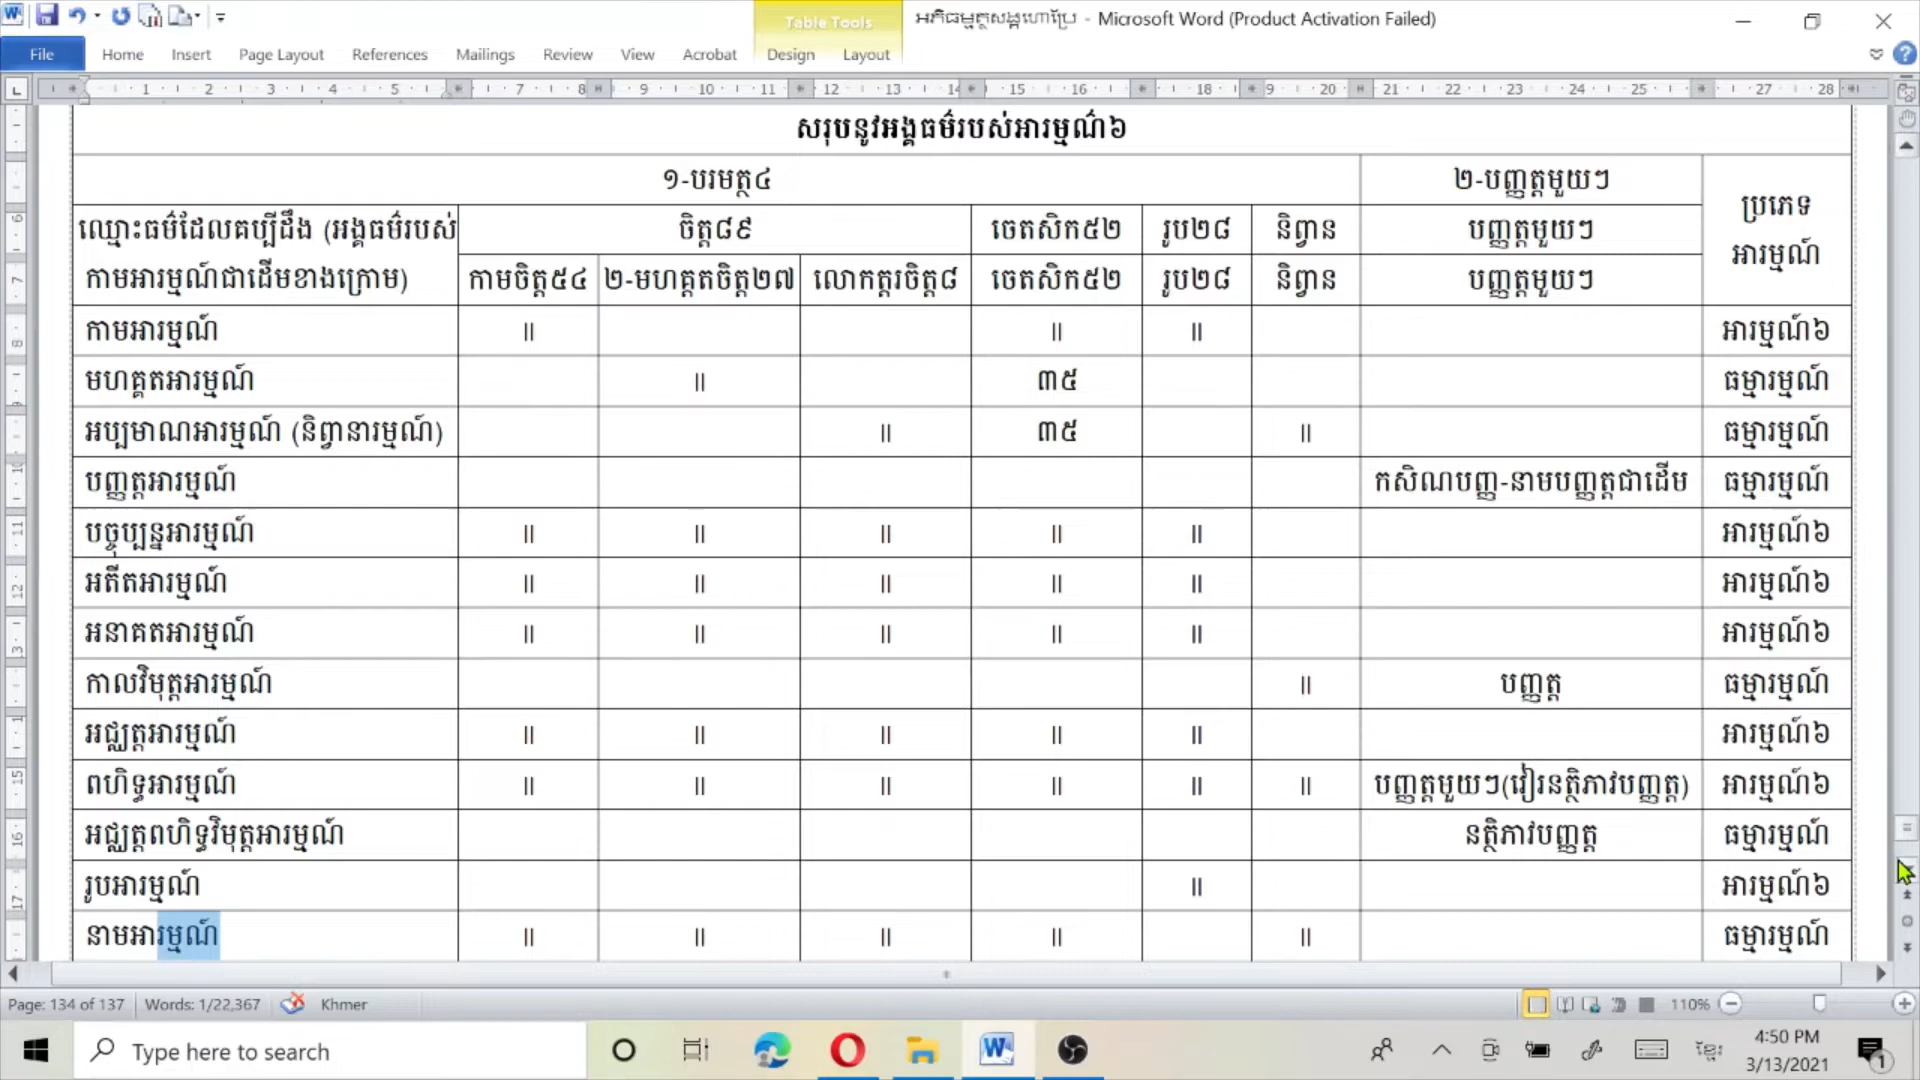 អភិធម្មត្ថសង្គហោប្រែ - Microsoft Word (Product Activation Failed)
Table Tools
File Home Insert Page Layout References Mailings Review View Acrobat Design Layout
សរុបនូវអង្គធម៌របស់អារម្មណ៌៦
១-បរមត្ថ៤ ២-បញ្ញត្តមួយៗ
ប្រភេទ
អារម្មណ៍
ឈ្មោះធម៌ដែលគប្បីដឹង (អង្គធម៌របស់ ចិត្ត៨៩ ចេតសិក៥២ រូប២៨ និព្វាន បញ្ញត្តមួយៗ
កាមអារម្មណ៍ជាដើមខាងក្រោម) កាមចិត្ត៥៤ ២-មហគ្គតចិត្ត២៧ លោកត្តរចិត្ត៨ ចេតសិក៥២ រូប២៨ និព្វាន បញ្ញត្តមួយៗ
កាមអារម្មណ៍ ॥ ॥ ॥ អារម្មណ៍៦
មហគ្គតអារម្មណ៍ ॥ ៣៥ ធម្មារម្មណ៍
អប្បមាណអារម្មណ៍ (និព្វានារម្មណ៍) ॥ ៣៥ ॥ ធម្មារម្មណ៍
បញ្ញត្តអារម្មណ៍ កសិណបញ្ញ-នាមបញ្ញត្តជាដើម ធម្មារម្មណ៍
បច្ចុប្បន្នអារម្មណ៍ ॥ ॥ ॥ ॥ ॥ អារម្មណ៍៦
អតីតអារម្មណ៍ ॥ ॥ ॥ ॥ ॥ អារម្មណ៍៦
អនាគតអារម្មណ៍ ॥ ॥ ॥ ॥ ॥ អារម្មណ៍៦
កាលវិមុត្តអារម្មណ៍ ॥ បញ្ញត្ត ធម្មារម្មណ៍
អជ្ឈត្តអារម្មណ៍ ॥ ॥ ॥ ॥ ॥ អារម្មណ៍៦
ពហិទ្ធអារម្មណ៍ ॥ ॥ ॥ ॥ ॥ ॥ បញ្ញត្តមួយៗ(វៀរនត្ថិភាវបញ្ញត្ត) អារម្មណ៍៦
អជ្ឈត្តពហិទ្ធវិមុត្តអារម្មណ៍ នត្ថិភាវបញ្ញត្ត ធម្មារម្មណ៍
រូបអារម្មណ៍ ॥ អារម្មណ៍៦
នាមអារម្មណ៍ ॥ ॥ ॥ ॥ ॥ ធម្មារម្មណ៍
Page: 134 of 137 Words: 1/22,367 Khmer 110%
Type here to search
ខ្មែរ
4:50 PM
3/13/2021
1